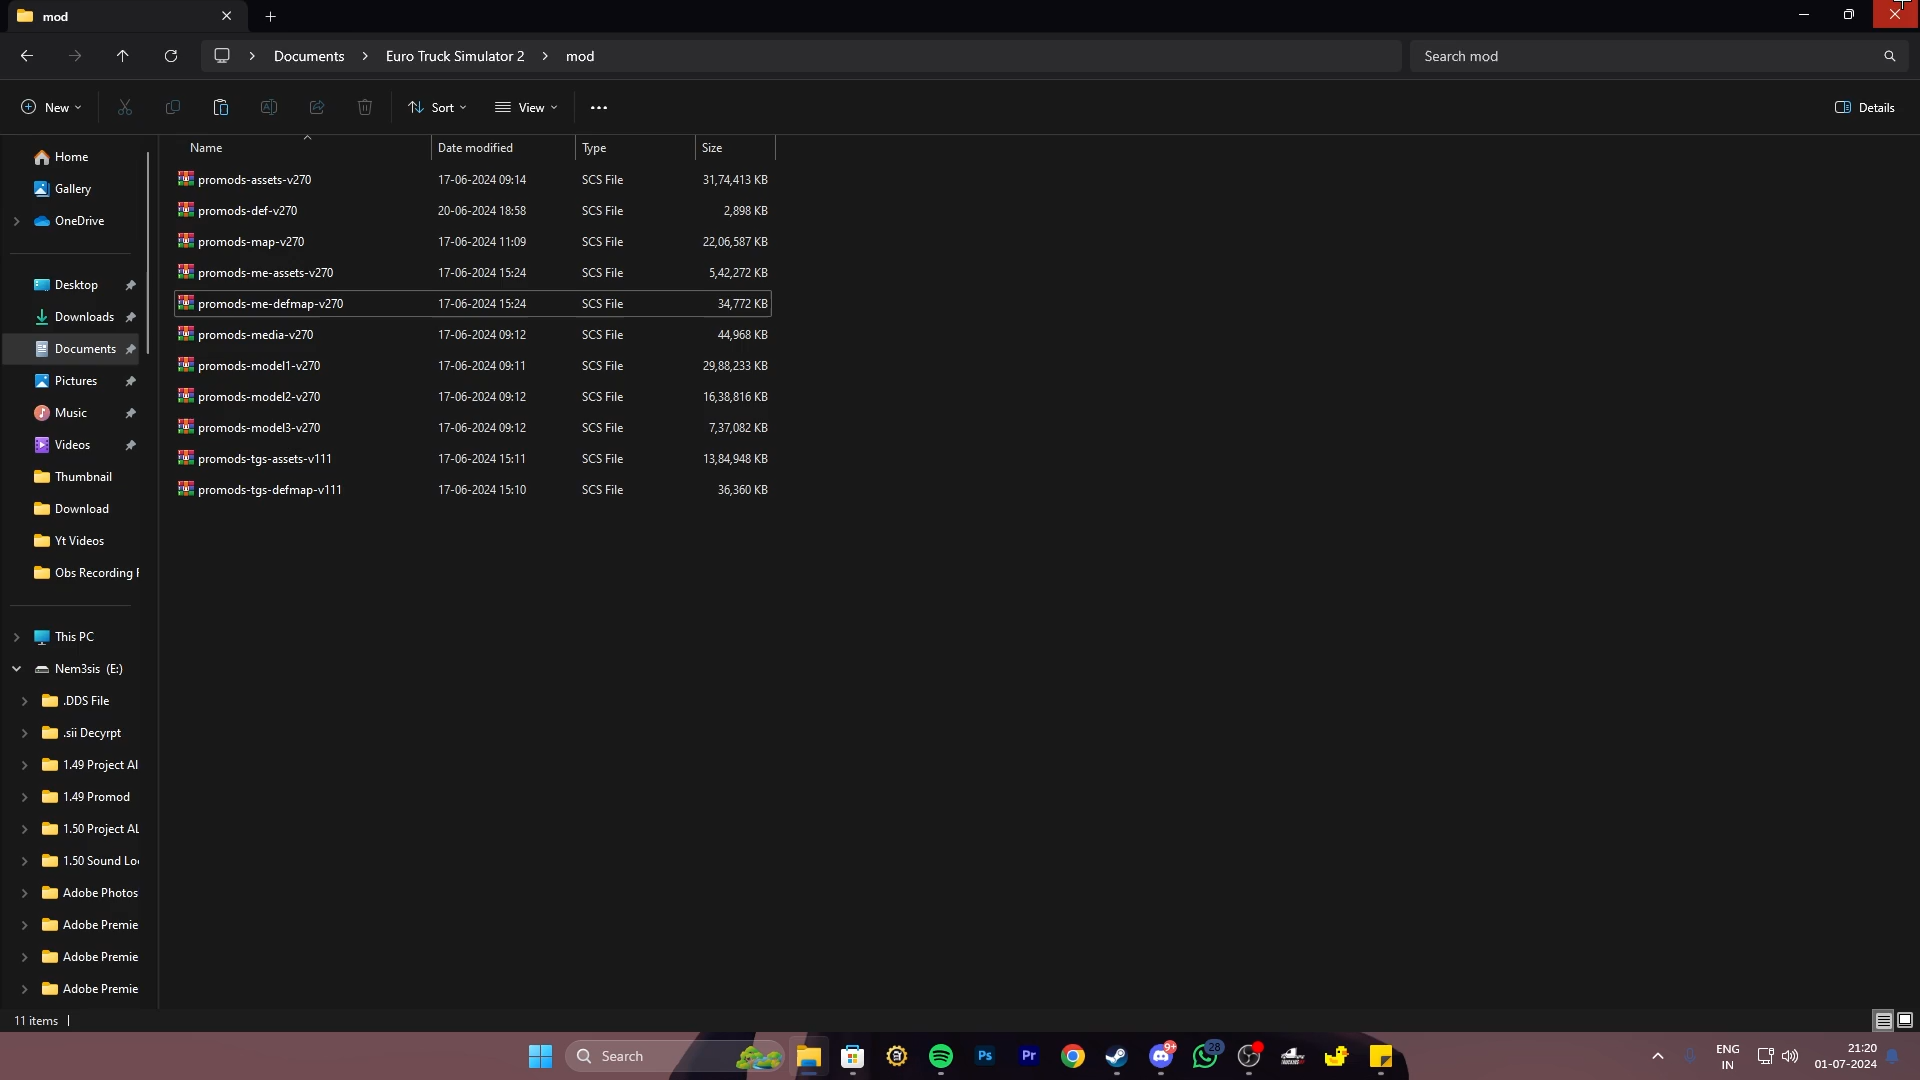 mod
Documents
Euro Truck Simulator 2
mod
Search mod
New
Sort
View
Details
Name
Date modified
Type
Size
promods-assets-v270 17-06-2024 09:14 SCS File 31,74,413 KB
promods-def-v270 20-06-2024 18:58 SCS File 2,898 KB
promods-map-v270 17-06-2024 11:09 SCS File 22,06,587 KB
promods-me-assets-v270 17-06-2024 15:24 SCS File 5,42,272 KB
promods-me-defmap-v270 17-06-2024 15:24 SCS File 34,772 KB
promods-media-v270 17-06-2024 09:12 SCS File 44,968 KB
promods-model1-v270 17-06-2024 09:11 SCS File 29,88,233 KB
promods-model2-v270 17-06-2024 09:12 SCS File 16,38,816 KB
promods-model3-v270 17-06-2024 09:12 SCS File 7,37,082 KB
promods-tgs-assets-v111 17-06-2024 15:11 SCS File 13,84,948 KB
promods-tgs-defmap-v111 17-06-2024 15:10 SCS File 36,360 KB
Home
Gallery
OneDrive
Desktop
Downloads
Documents
Pictures
Music
Videos
Thumbnail
Download
Yt Videos
Obs Recording F
This PC
Nem3sis (E:)
.DDS File
.sii Decyrpt
1.49 Project Al
1.49 Promod
1.50 Project AL
1.50 Sound Lo
Adobe Photos
Adobe Premie
Adobe Premie
Adobe Premie
11 items
Search
Ps
Pr
9+
28
ENG
IN
21:20
01-07-2024